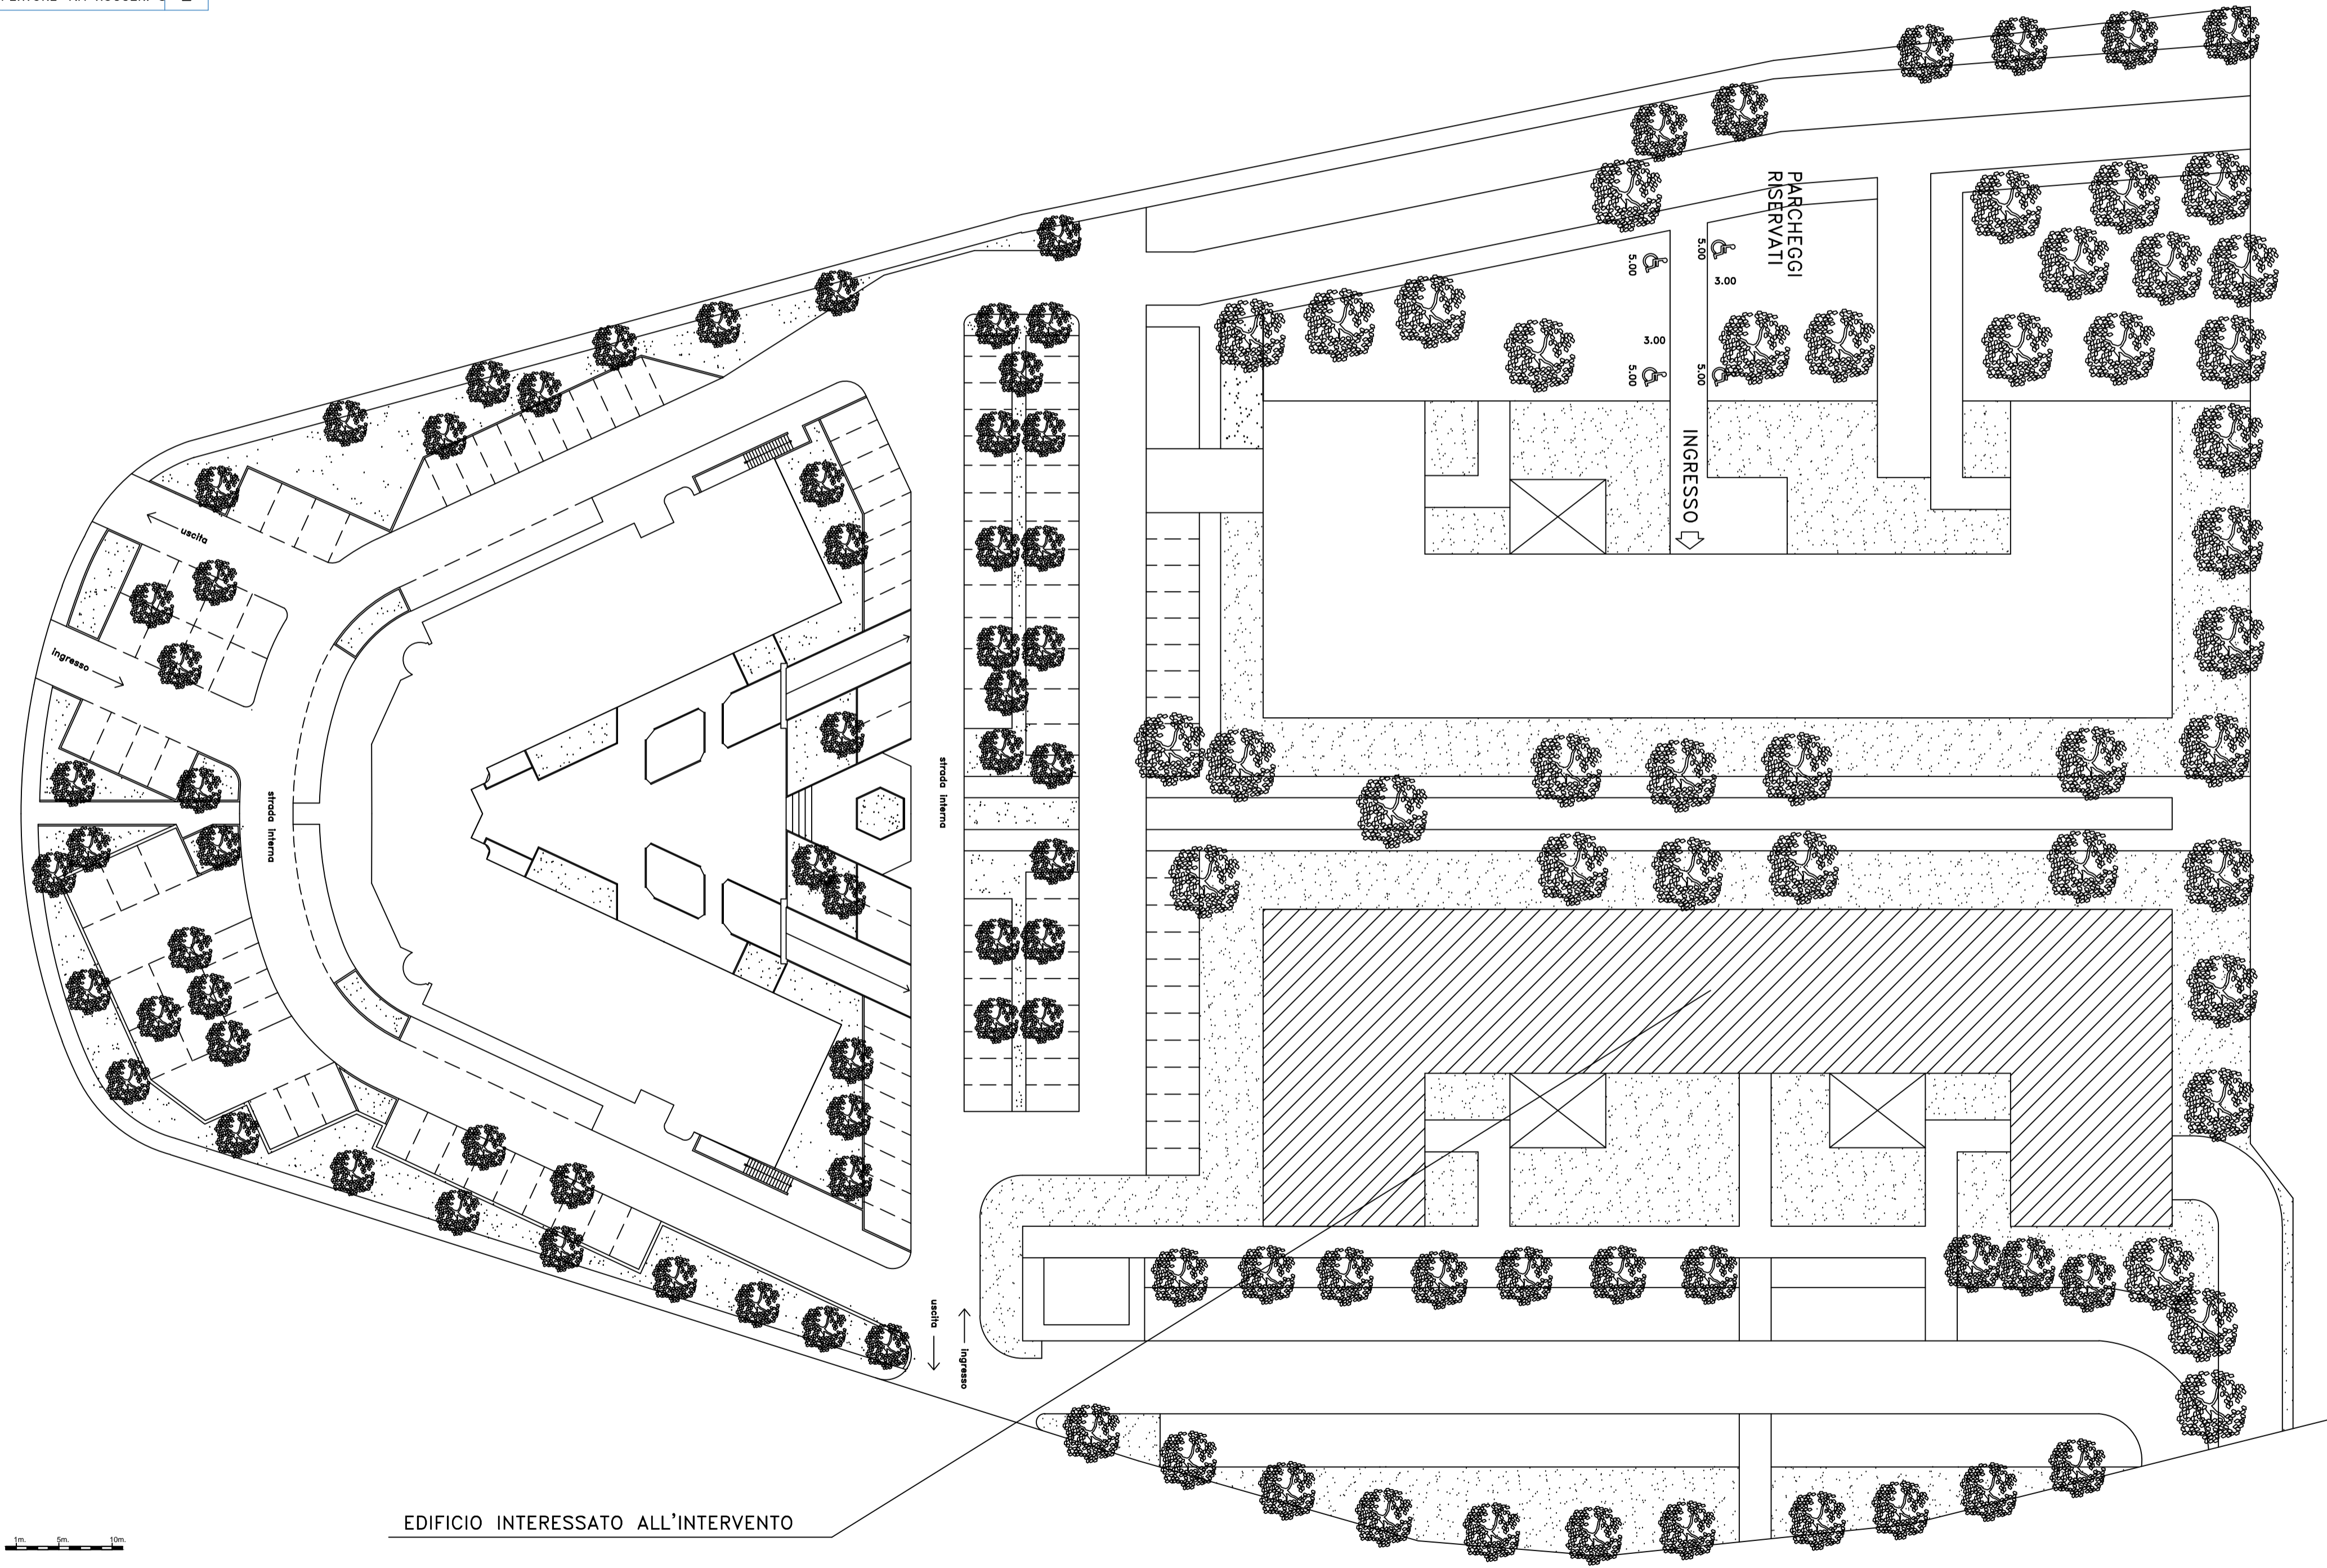 PARCHEGGI
RISERVATI
5.00
5.00
3.00
3.00
5.00
5.00
INGRESSO
uscita
ingresso
strada interna
strada interna
uscita
ingresso
EDIFICIO INTERESSATO ALL'INTERVENTO
1m. 5m. 10m.